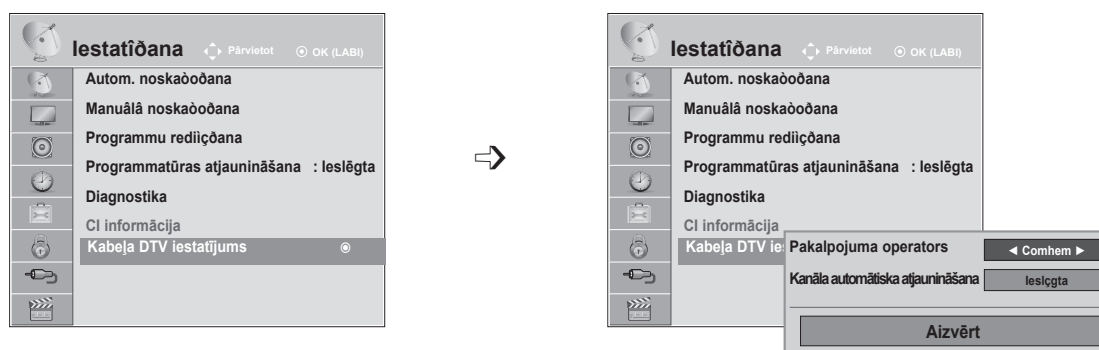 Iestatîðana Pârvietot OK (LABI)
Autom. noskaòoðana
Manuâlâ noskaòoðana
Programmu rediìçðana
Programmatūras atjaunināšana : Ieslēgta
Diagnostika
CI informācija
Kabeļa DTV iestatījums
Iestatîðana Pârvietot OK (LABI)
Autom. noskaòoðana
Manuâlâ noskaòoðana
Programmu rediìçðana
Programmatūras atjaunināšana : Ieslēgta
Diagnostika
CI informācija
Kabeļa DTV ies
Pakalpojuma operators ◄ Comhem ►
Kanāla automātiska atjaunināšana Ieslçgta
Aizvērt